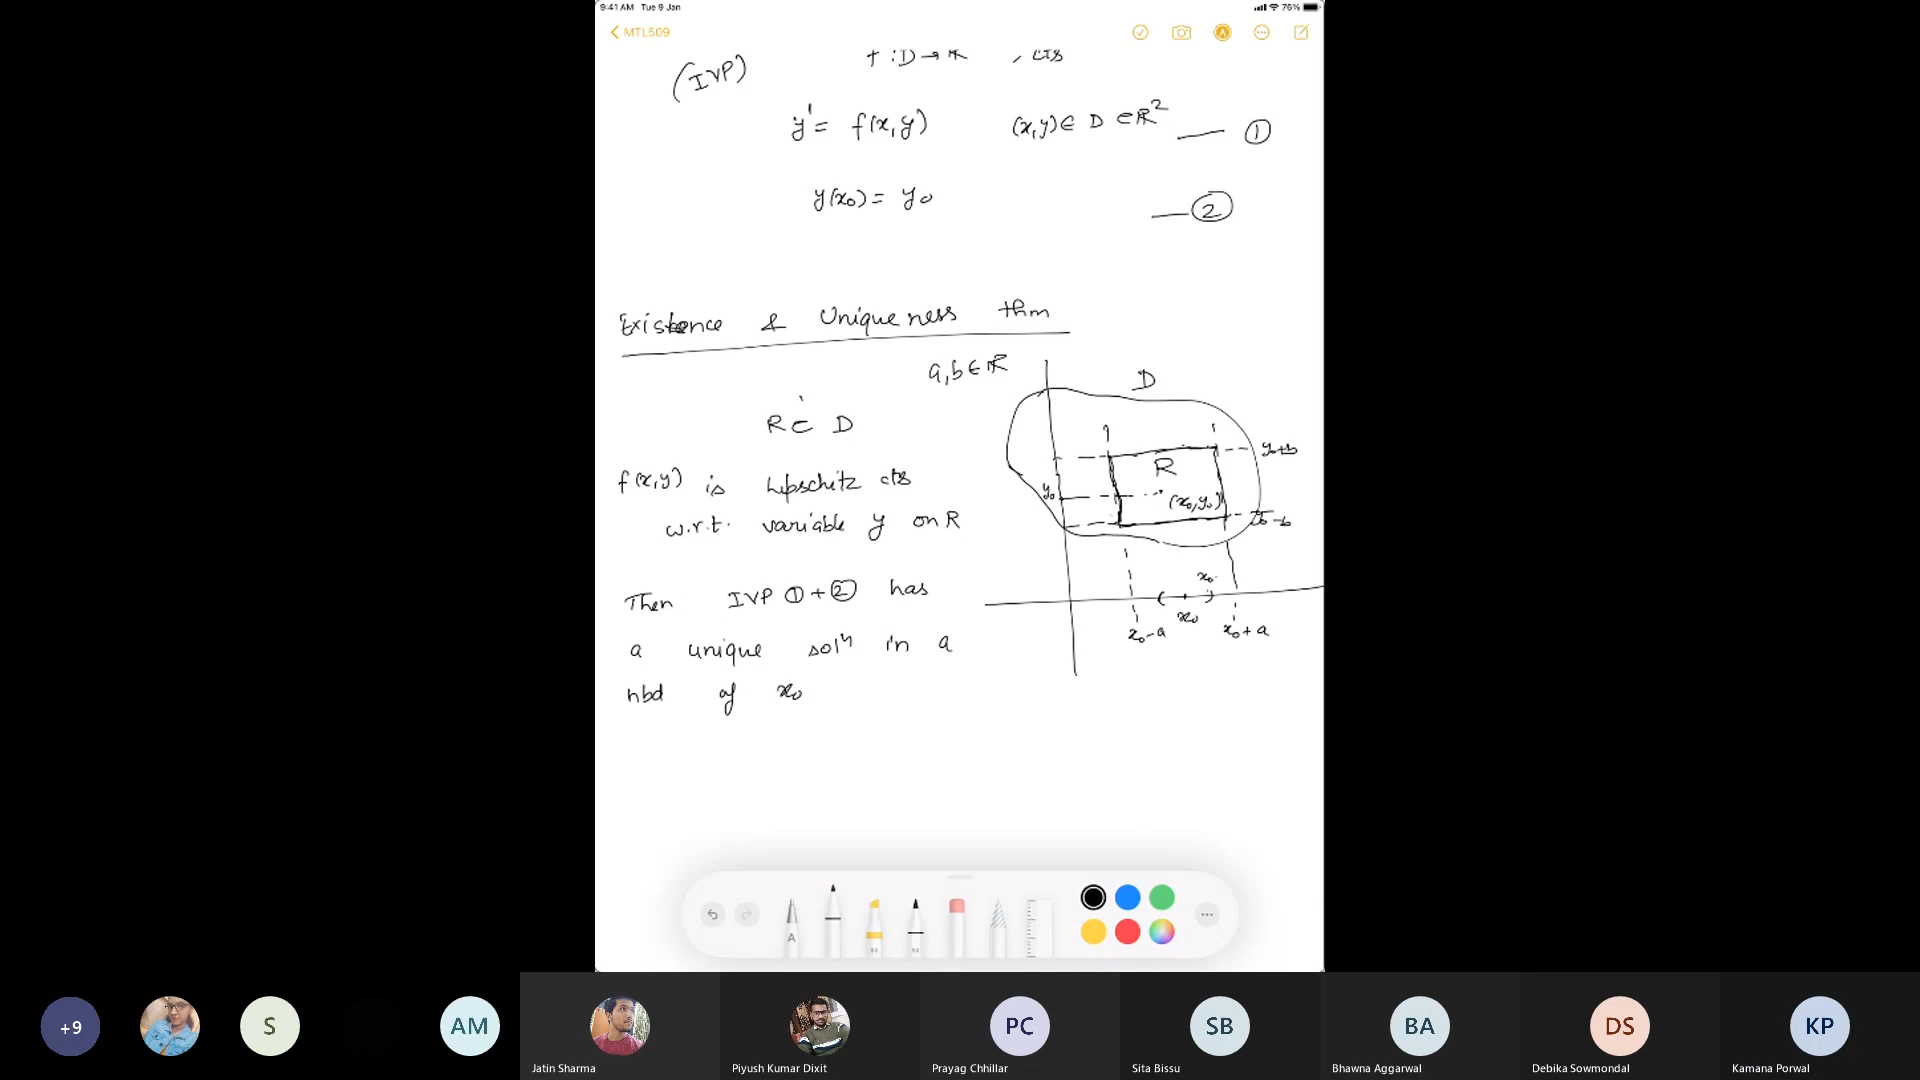 9:41 AM Tue 9 Jan
76%
MTL509
(IVP)
f : D → R , cts
y' = f(x,y) (x,y) ∈ D ∈ R² — ①
y(x₀) = y₀ — ②
Existence & Uniqueness thm
a,b ∈ R
D
R ⊂ D
y₀+b
R
f(x,y) is Lipschitz cts
y₀
(x₀,y₀)
w.r.t. variable y on R
y₀-b
x₀
Then IVP ①+② has
x₀
x₀-a
x₀+a
a unique solⁿ in a
nbd of x₀
A
+9
S
AM
PC
SB
BA
DS
KP
Jatin Sharma
Piyush Kumar Dixit
Prayag Chhillar
Sita Bissu
Bhawna Aggarwal
Debika Sowmondal
Kamana Porwal